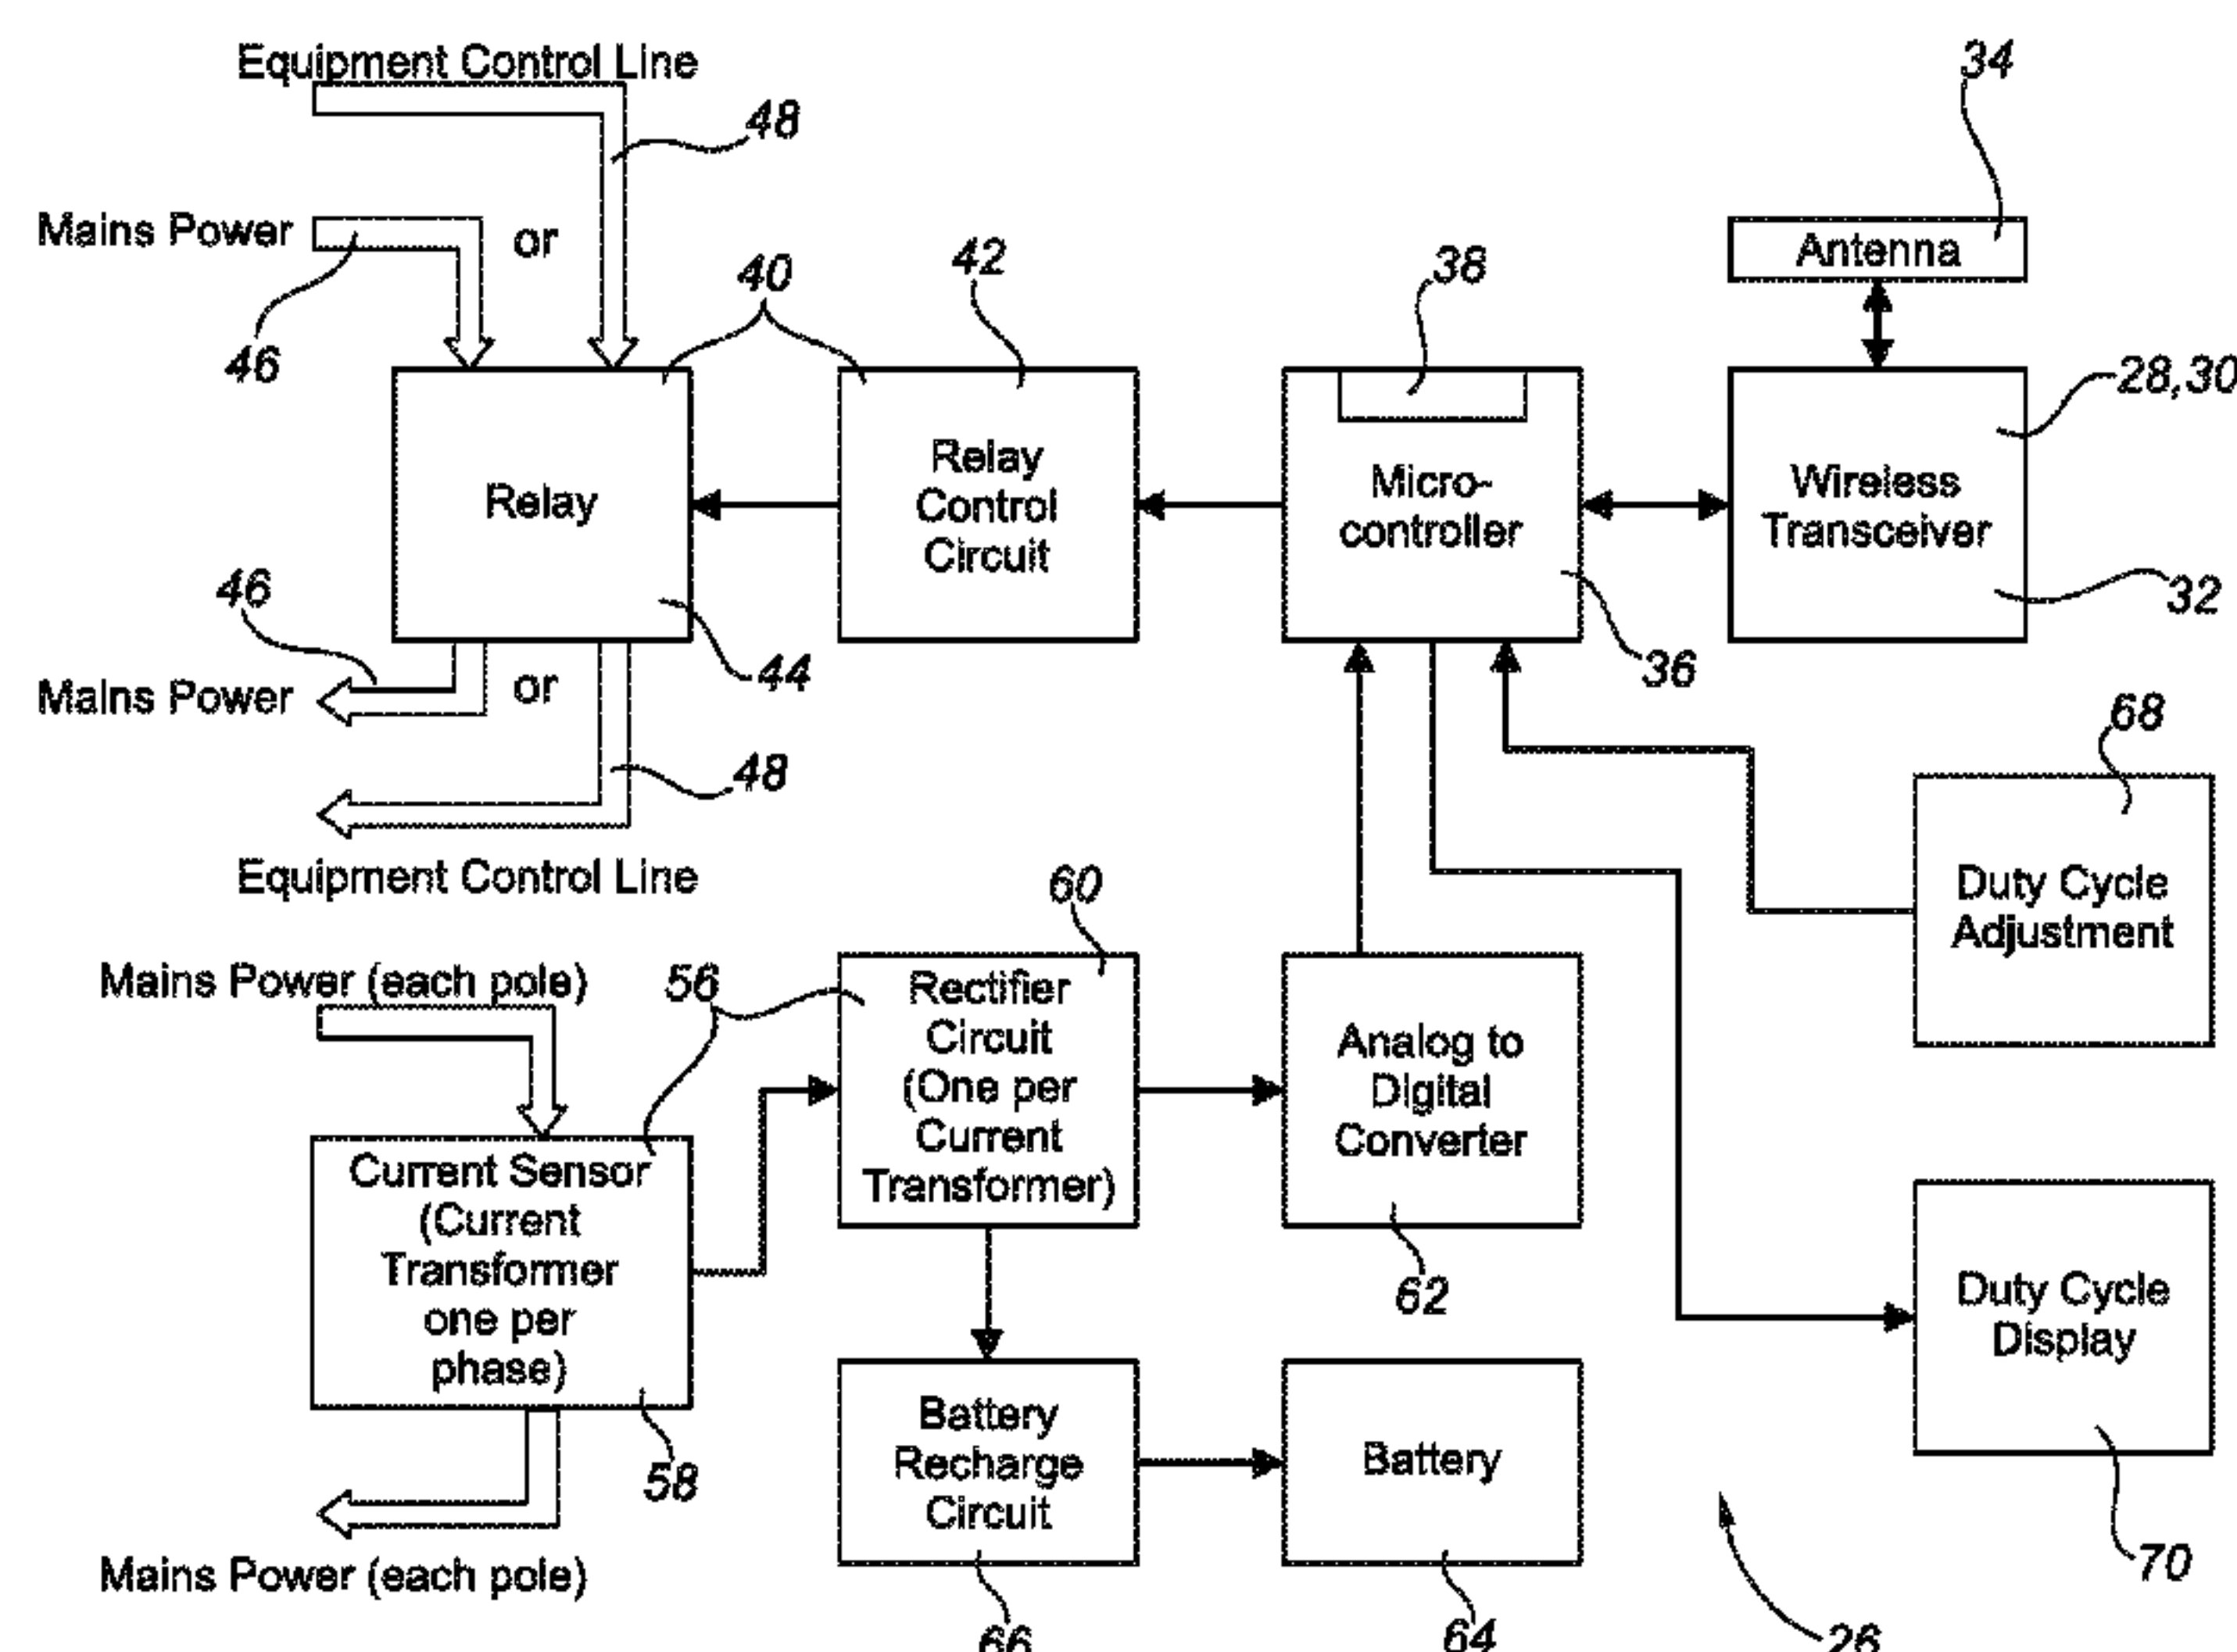 Equipment Control Line
34
48
Mains Power
or
46
40
42
38
Antenna
28,30
Relay
Relay
Control
Circuit
Micro-
controller
Wireless
Transceiver
32
36
44
46
Mains Power
or
48
Equipment Control Line
68
Duty Cycle
Adjustment
Mains Power (each pole)
56
60
Rectifier
Circuit
(One per
Current
Transformer)
Analog to
Digital
Converter
62
Current Sensor
(Current
Transformer
one per
phase)
58
Mains Power (each pole)
Battery
Recharge
Circuit
66
Battery
64
Duty Cycle
Display
70
26